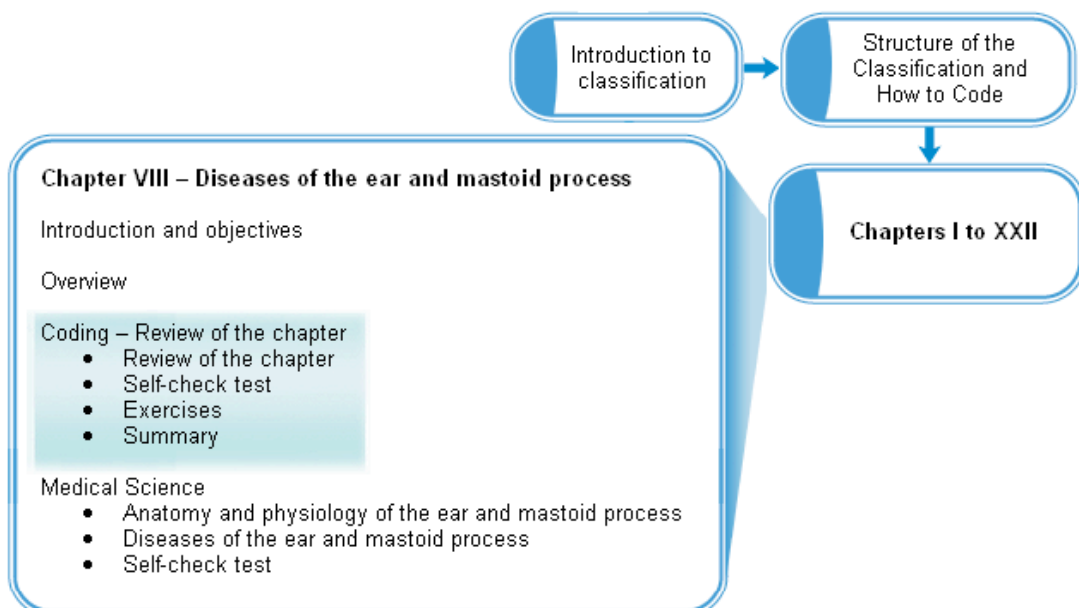 Introduction to
classification
Structure of the
Classification and
How to Code
Chapters I to XXII
Chapter VIII – Diseases of the ear and mastoid process
Introduction and objectives
Overview
Coding – Review of the chapter
• Review of the chapter
• Self-check test
• Exercises
• Summary
Medical Science
• Anatomy and physiology of the ear and mastoid process
• Diseases of the ear and mastoid process
• Self-check test